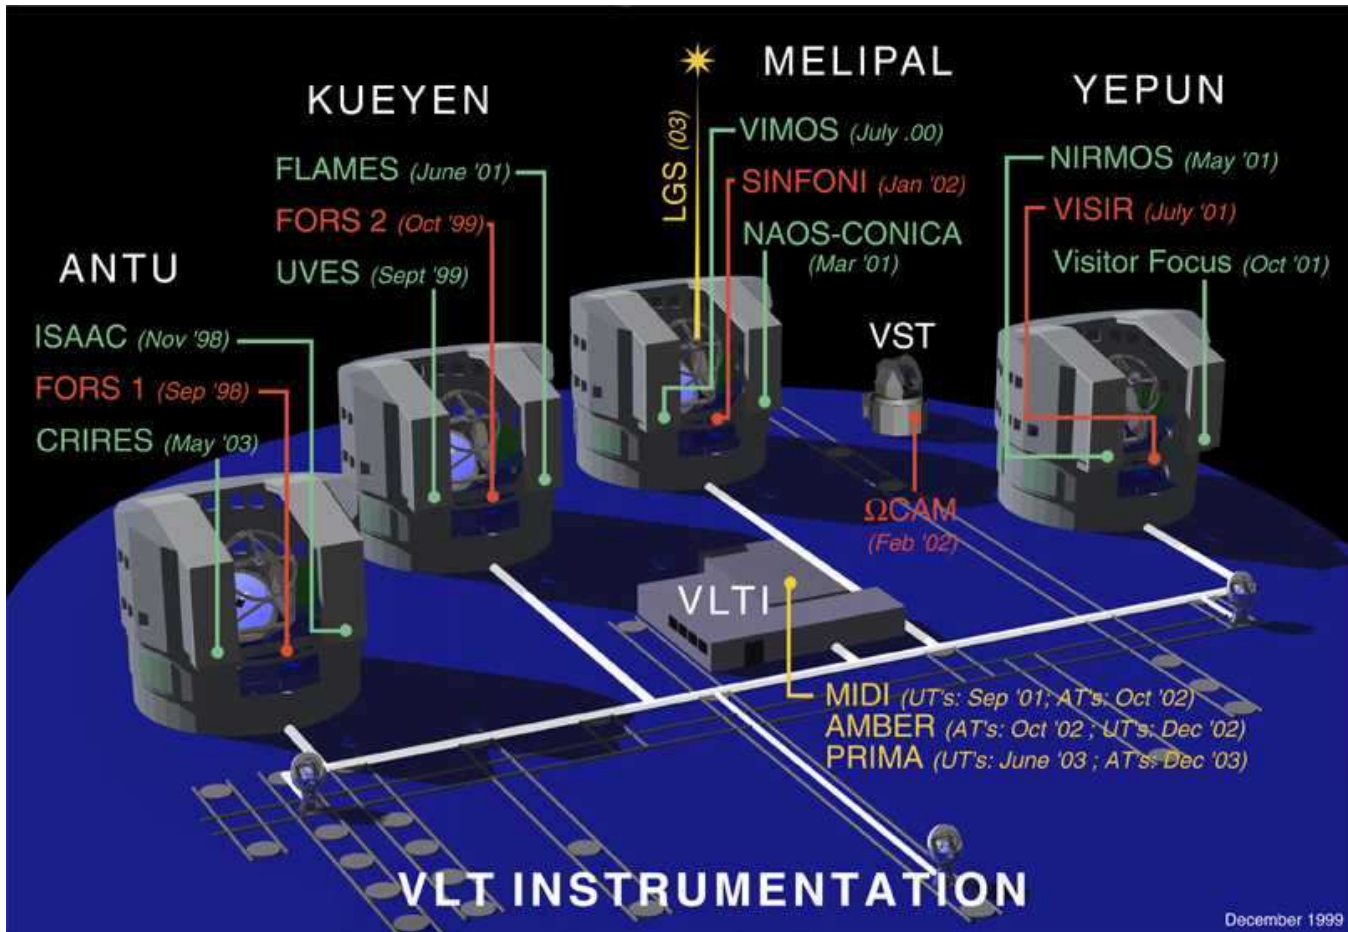 KUEYEN
FLAMES (June '01)
FORS 2 (Oct '99)
UVES (Sept '99)
ANTU
ISAAC (Nov '98)
FORS 1 (Sep '98)
CRIRES (May '03)
LGS (03)
MELIPAL
VIMOS (July .00)
SINFONI (Jan '02)
NAOS-CONICA
(Mar '01)
YEPUN
NIRMOS (May '01)
VISIR (July '01)
Visitor Focus (Oct '01)
VST
ΩCAM
(Feb '02)
VLTI
MIDI (UT's: Sep '01; AT's: Oct '02)
AMBER (AT's: Oct '02 ; UT's: Dec '02)
PRIMA (UT's: June '03 ; AT's: Dec '03)
VLT INSTRUMENTATION
December 1999